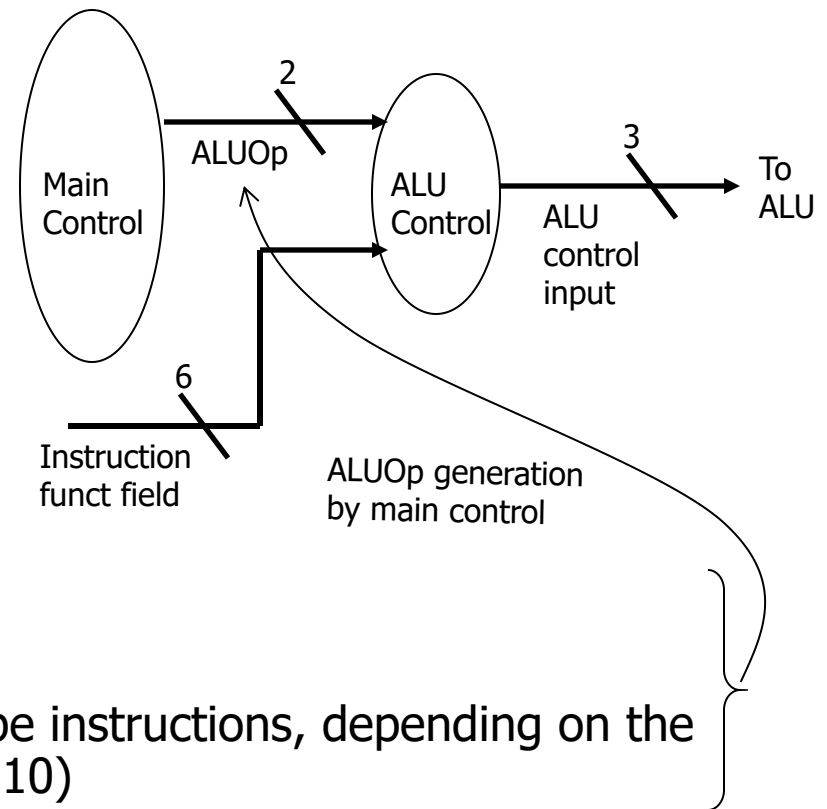 2
ALUOp
Main
Control
ALU
Control
3
To
ALU
ALU
control
input
6
Instruction
funct field
ALUOp generation
by main control
instructions, depending on the
10)